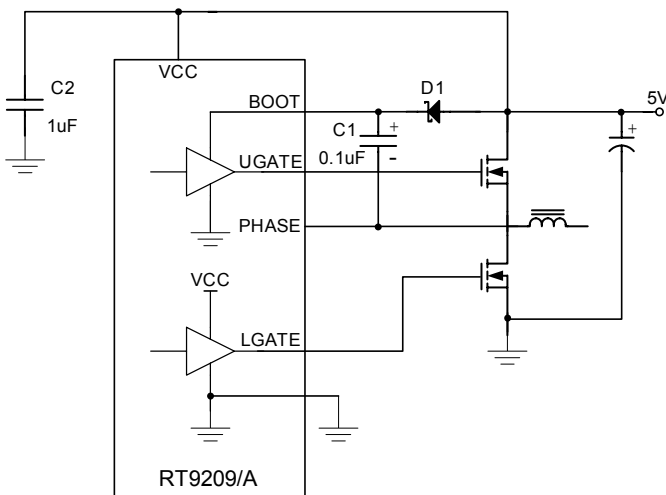 VCC
C2
1uF
BOOT
D1
5V
C1
+
+
0.1uF
-
UGATE
PHASE
VCC
LGATE
RT9209/A